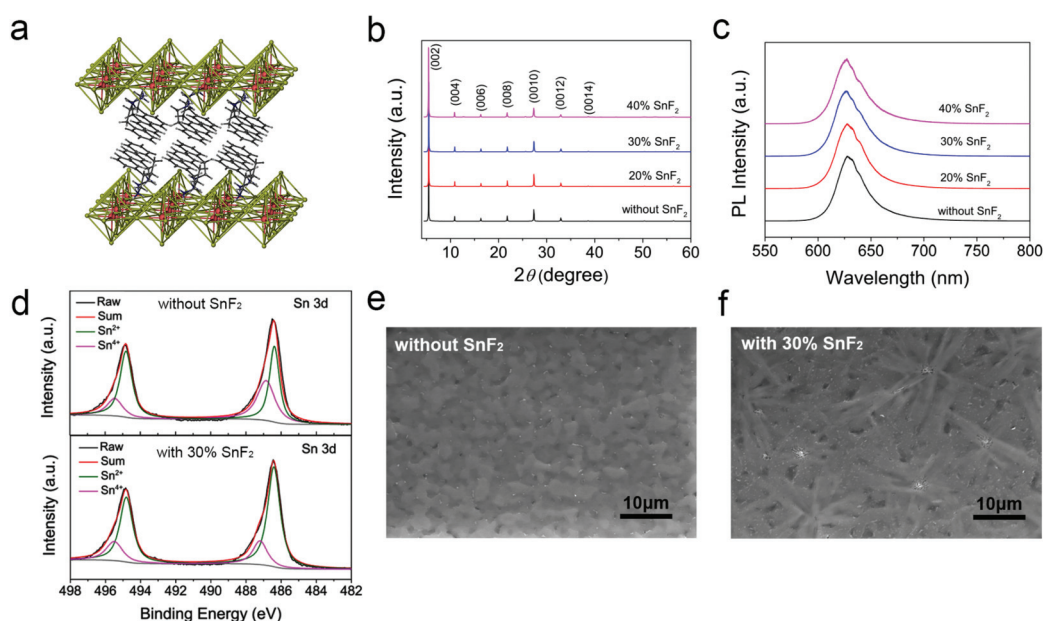 a
b
(002)
(004)
(006)
(008)
(0010)
(0012)
(0014)
40% SnF₂
30% SnF₂
20% SnF₂
without SnF₂
Intensity (a.u.)
10 20 30 40 50 60
2θ (degree)
c
40% SnF₂
30% SnF₂
20% SnF₂
without SnF₂
PL Intensity (a.u.)
550 600 650 700 750 800
Wavelength (nm)
d
Raw
Sum
Sn²⁺
Sn⁴⁺
without SnF₂
Sn 3d
Intensity (a.u.)
Raw
Sum
Sn²⁺
Sn⁴⁺
with 30% SnF₂
Sn 3d
Intensity (a.u.)
498 496 494 492 490 488 486 484 482
Binding Energy (eV)
e
without SnF₂
10μm
f
with 30% SnF₂
10μm